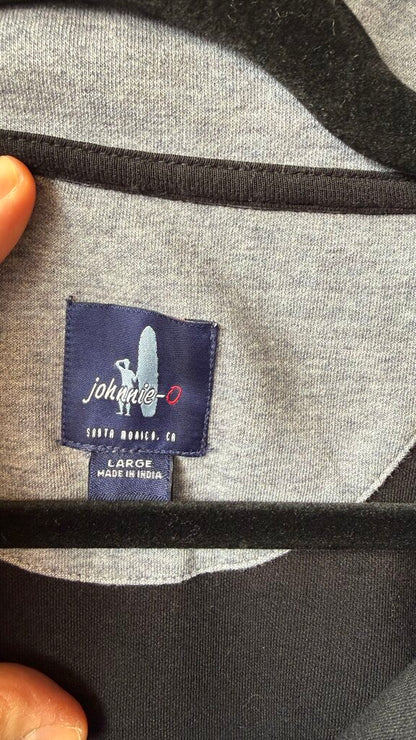 johnnie-O
SANTA MONICA, CA
LARGE
MADE IN INDIA